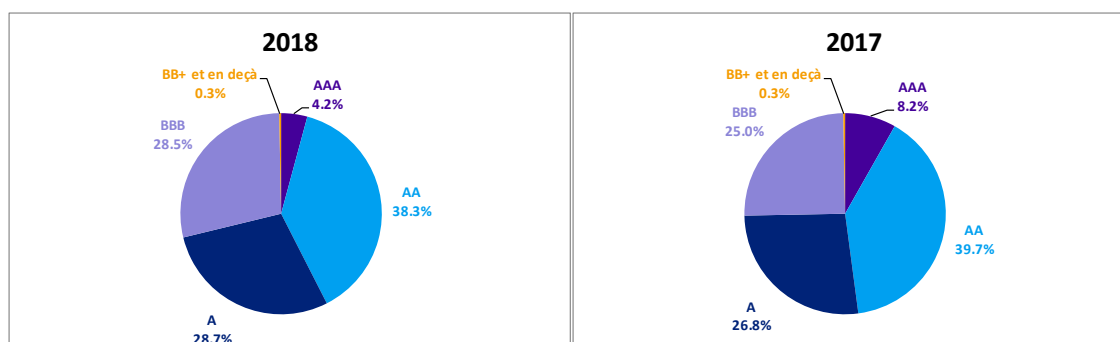 2018
BB+ et en deçà
0.3%
AAA
4.2%
BBB
28.5%
AA
38.3%
A
28.7%
2017
BB+ et en deçà
0.3%
AAA
8.2%
BBB
25.0%
AA
39.7%
A
26.8%